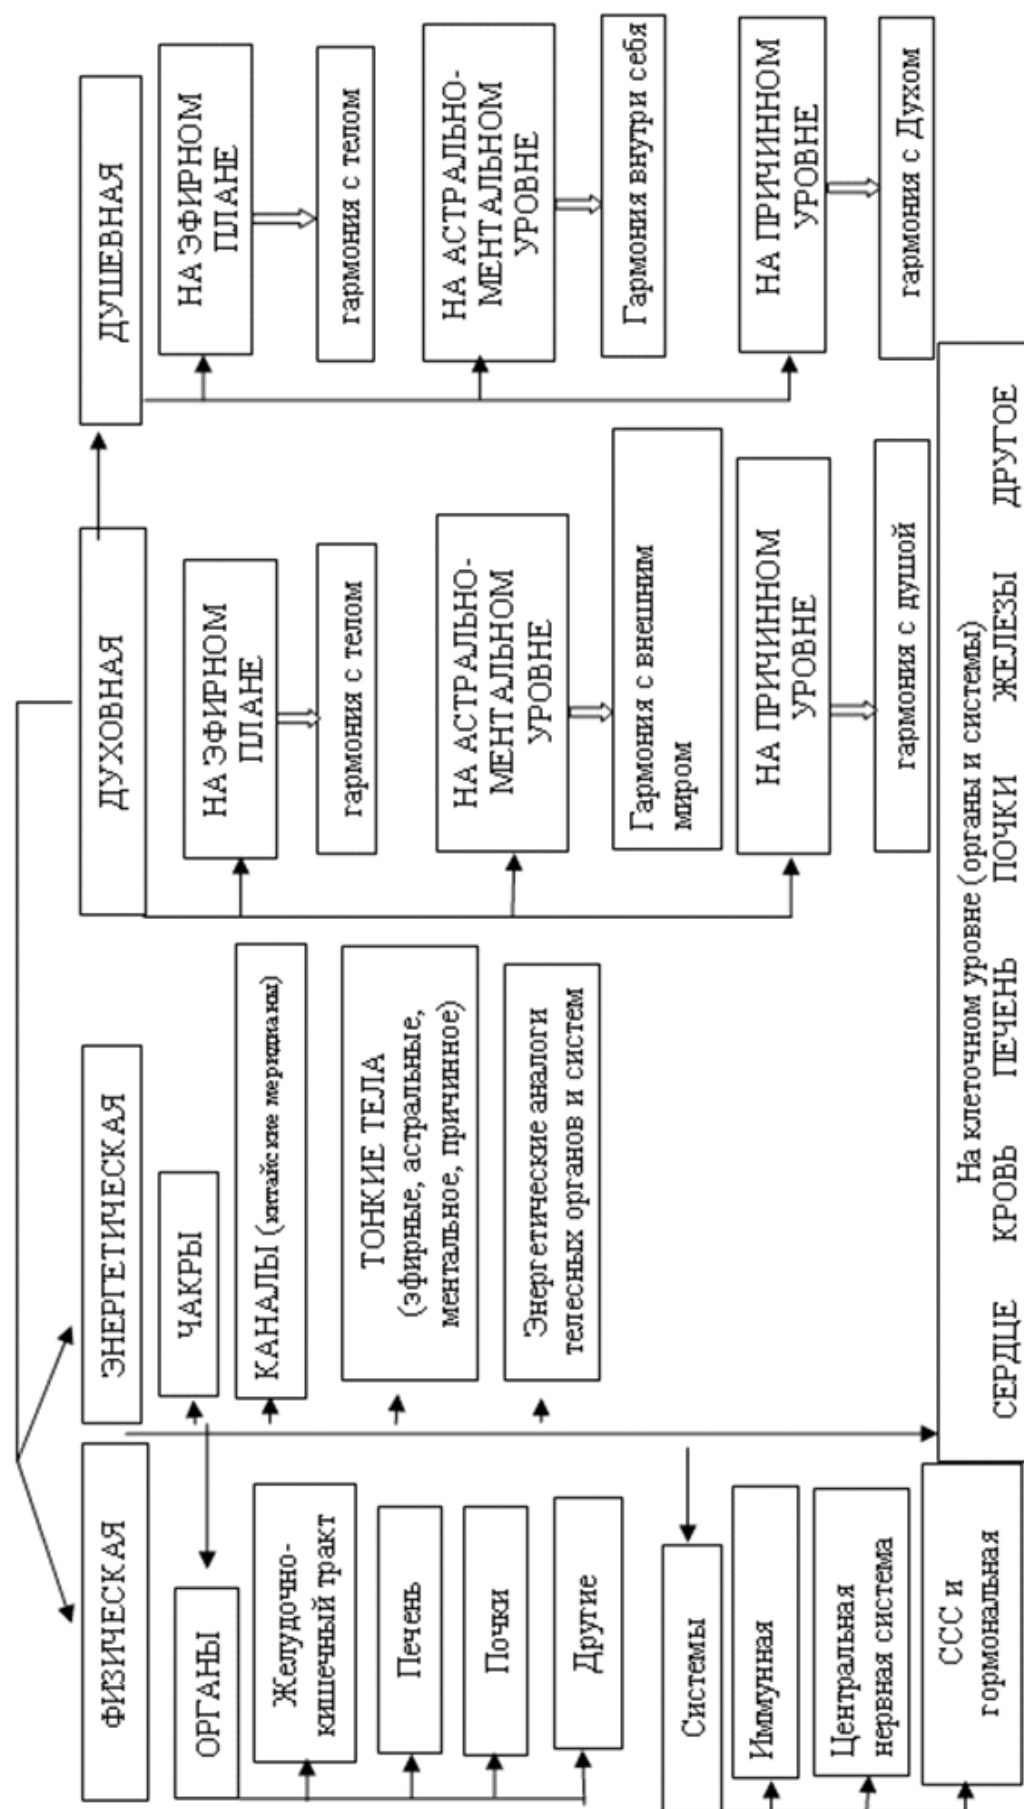 ФИЗИЧЕСКАЯ
ОРГАНЫ
Желудочно-
кишечный тракт
Печень
Почки
Другие
Системы
Иммунная
Центральная
нервная система
ССС и
гормональная
ЭНЕРГЕТИЧЕСКАЯ
ЧАКРЫ
КАНАЛЫ (китайские меридианы)
ТОНКИЕ ТЕЛА
(эфирные, астральные,
ментальное, причинное)
Энергетические аналоги
телесных органов и систем
ДУХОВНАЯ
НА ЭФИРНОМ
ПЛАНЕ
гармония с телом
НА АСТРАЛЬНО-
МЕНТАЛЬНОМ
УРОВНЕ
Гармония с внешним
миром
НА ПРИЧИННОМ
УРОВНЕ
гармония с душой
ДУШЕВНАЯ
НА ЭФИРНОМ
ПЛАНЕ
гармония с телом
НА АСТРАЛЬНО-
МЕНТАЛЬНОМ
УРОВНЕ
Гармония внутри себя
НА ПРИЧИННОМ
УРОВНЕ
гармония с Духом
На клеточном уровне (органы и системы)
СЕРДЦЕ КРОВЬ ПЕЧЕНЬ ПОЧКИ ЖЕЛЕЗЫ ДРУГОЕ